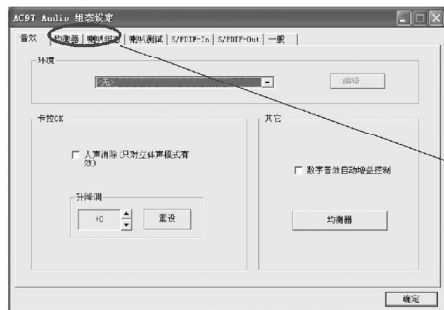 AC97 Audio 组态设定
音效 均衡器 喇叭组态 喇叭测试 S/PDIF-In S/PDIF-Out 一般
环境
无
编辑...
卡拉OK
其它
人声消除(只对立体声模式有
效)
数字音效自动增益控制
升降调
+0
重设
均衡器
确定